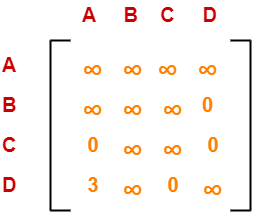 A B C D
A ∞ ∞ ∞ ∞
B ∞ ∞ ∞ 0
C 0 ∞ ∞ 0
D 3 ∞ 0 ∞